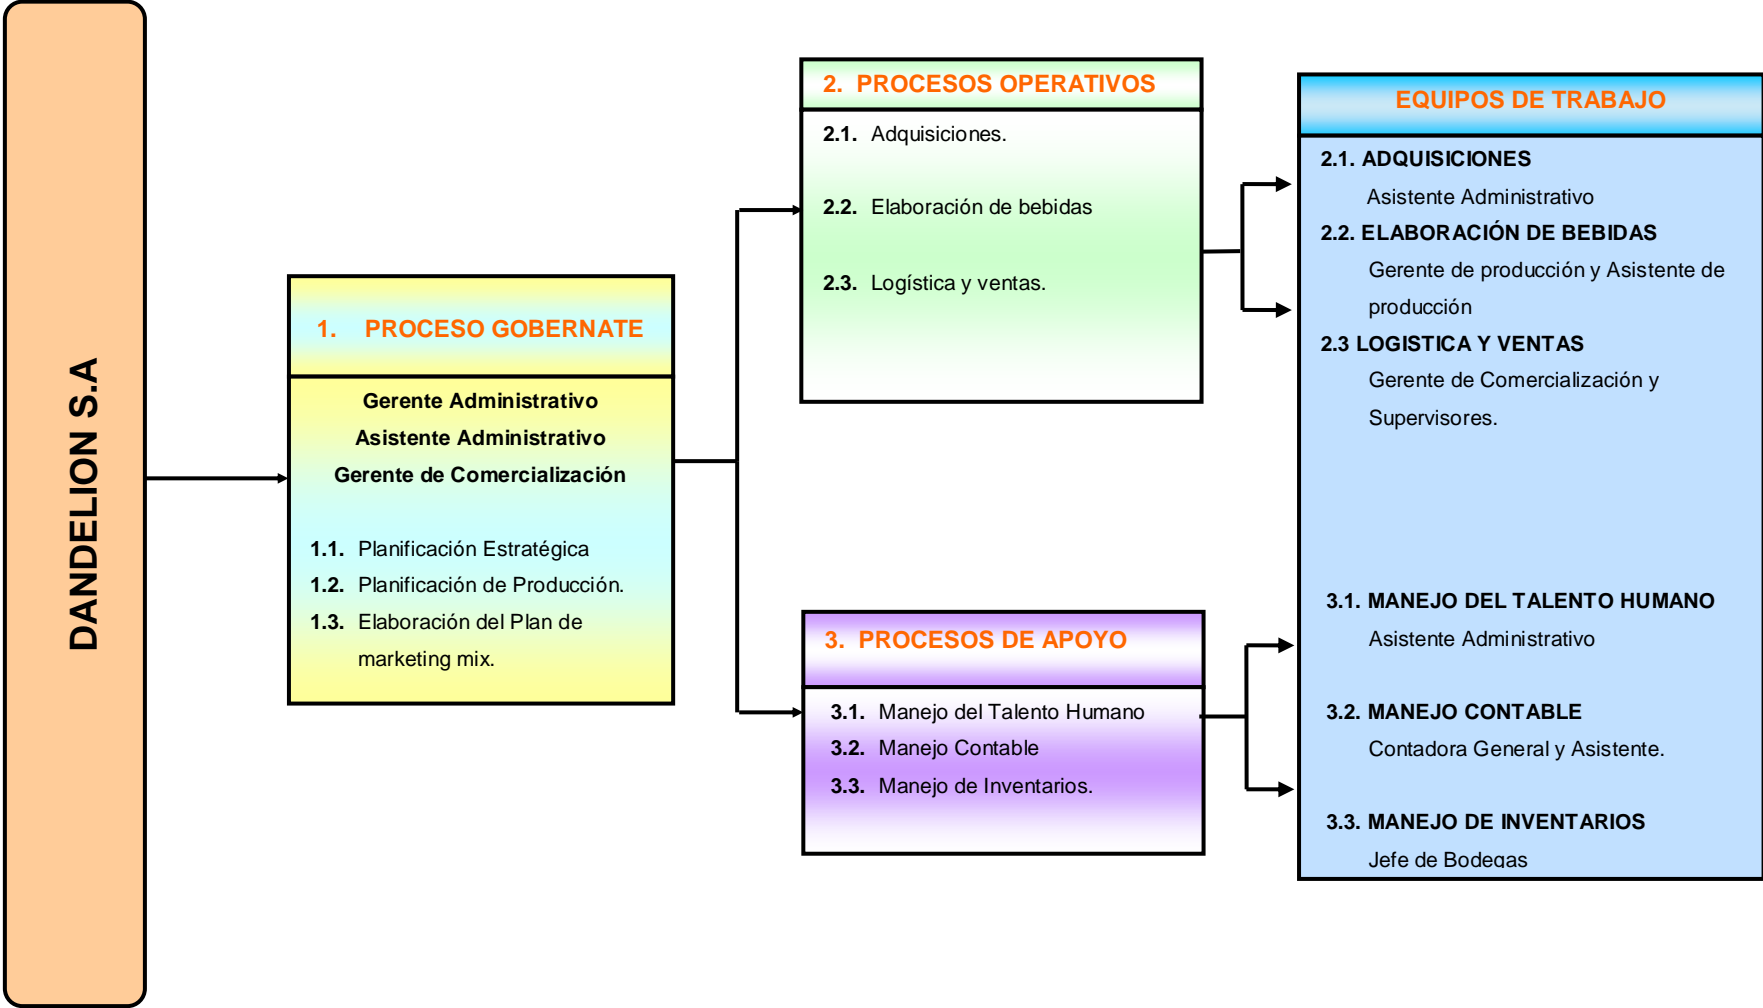 DANDELION S.A
1. PROCESO GOBERNATE
Gerente Administrativo
Asistente Administrativo
Gerente de Comercialización
1.1. Planificación Estratégica
1.2. Planificación de Producción.
1.3. Elaboración del Plan de
marketing mix.
2. PROCESOS OPERATIVOS
2.1. Adquisiciones.
2.2. Elaboración de bebidas
2.3. Logística y ventas.
3. PROCESOS DE APOYO
3.1. Manejo del Talento Humano
3.2. Manejo Contable
3.3. Manejo de Inventarios.
EQUIPOS DE TRABAJO
2.1. ADQUISICIONES
Asistente Administrativo
2.2. ELABORACIÓN DE BEBIDAS
Gerente de producción y Asistente de
producción
2.3 LOGISTICA Y VENTAS
Gerente de Comercialización y
Supervisores.
3.1. MANEJO DEL TALENTO HUMANO
Asistente Administrativo
3.2. MANEJO CONTABLE
Contadora General y Asistente.
3.3. MANEJO DE INVENTARIOS
Jefe de Bodegas